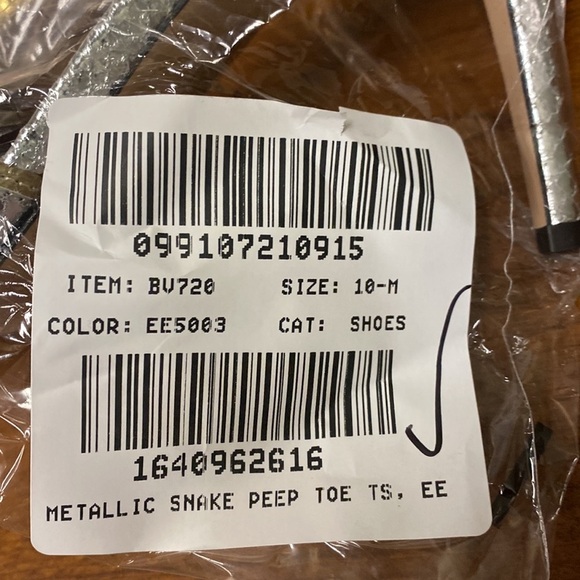 099107210915
ITEM: BV720 SIZE: 10-M
COLOR: EE5003 CAT: SHOES
1640962616
METALLIC SNAKE PEEP TOE TS, EE